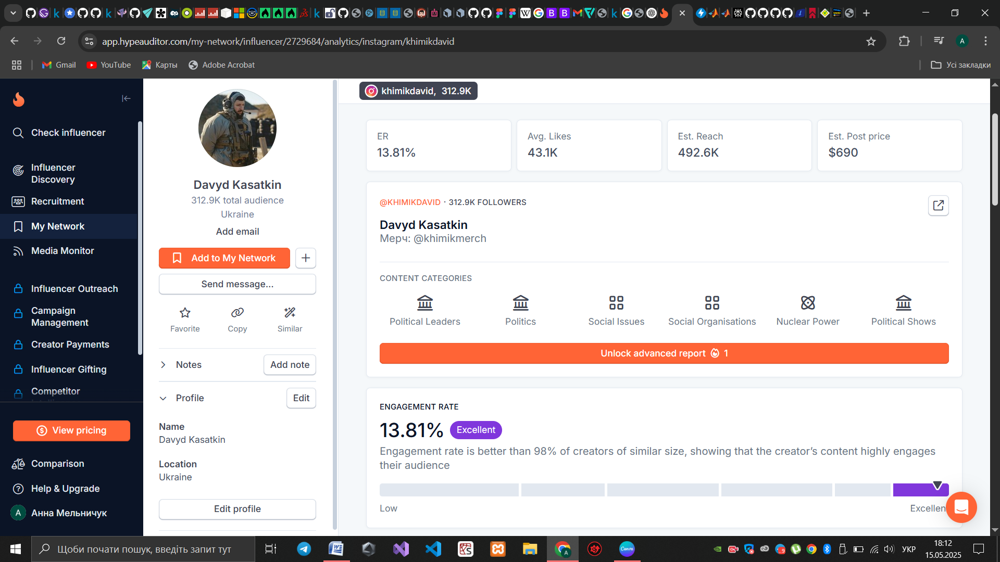 app.hypeauditor.com/my-network/influencer/2729684/analytics/instagram/khimikdavid
A
Gmail
YouTube
Карты
Adobe Acrobat
Усі закладки
Check influencer
Influencer
Discovery
Recruitment
My Network
Media Monitor
Influencer Outreach
Campaign
Management
Creator Payments
Influencer Gifting
Competitor
View pricing
Comparison
Help & Upgrade
A
Анна Мельничук
Davyd Kasatkin
312.9K total audience
Ukraine
Add email
Add to My Network
Send message...
Favorite
Copy
Similar
Notes
Add note
Profile
Edit
Name
Davyd Kasatkin
Location
Ukraine
Edit profile
khimikdavid, 312.9K
ER
13.81%
Avg. Likes
43.1K
Est. Reach
492.6K
Est. Post price
$690
@KHIMIKDAVID · 312.9K FOLLOWERS
Davyd Kasatkin
Мерч: @khimikmerch
CONTENT CATEGORIES
Political Leaders
Politics
Social Issues
Social Organisations
Nuclear Power
Political Shows
Unlock advanced report 1
ENGAGEMENT RATE
13.81% Excellent
Engagement rate is better than 98% of creators of similar size, showing that the creator’s content highly engages
their audience
Low
Excellen
Щоби почати пошук, введіть запит тут
Canva
УКР
18:12
15.05.2025